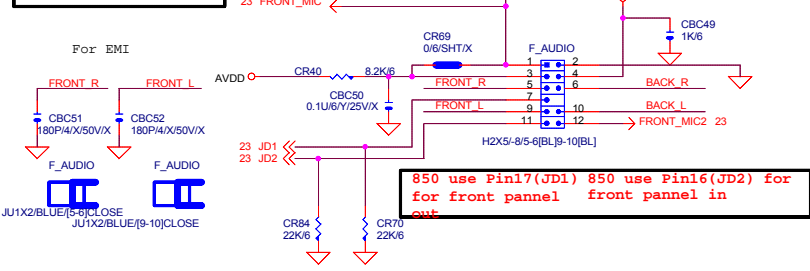 23 FRONT_MIC
CR69
0/6/SHT/X
CBC49
1K/6
For EMI
F_AUDIO
AVDD
CR40
8.2K/6
1
2
3
4
5
6
7
9
10
11
12
FRONT_R
FRONT_L
FRONT_R
BACK_R
CBC50
0.1U/6/Y/25V/X
CBC51
180P/4/X/50V/X
CBC52
180P/4/X/50V/X
FRONT_L
BACK_L
FRONT_MIC2 23
23 JD1
23 JD2
H2X5/-8/5-6[BL]9-10[BL]
F_AUDIO
F_AUDIO
JU1X2/BLUE/[5-6]CLOSE
JU1X2/BLUE/[9-10]CLOSE
850 use Pin17(JD1)
for front pannel
out
850 use Pin16(JD2) for
front pannel in
CR84
22K/6
CR70
22K/6